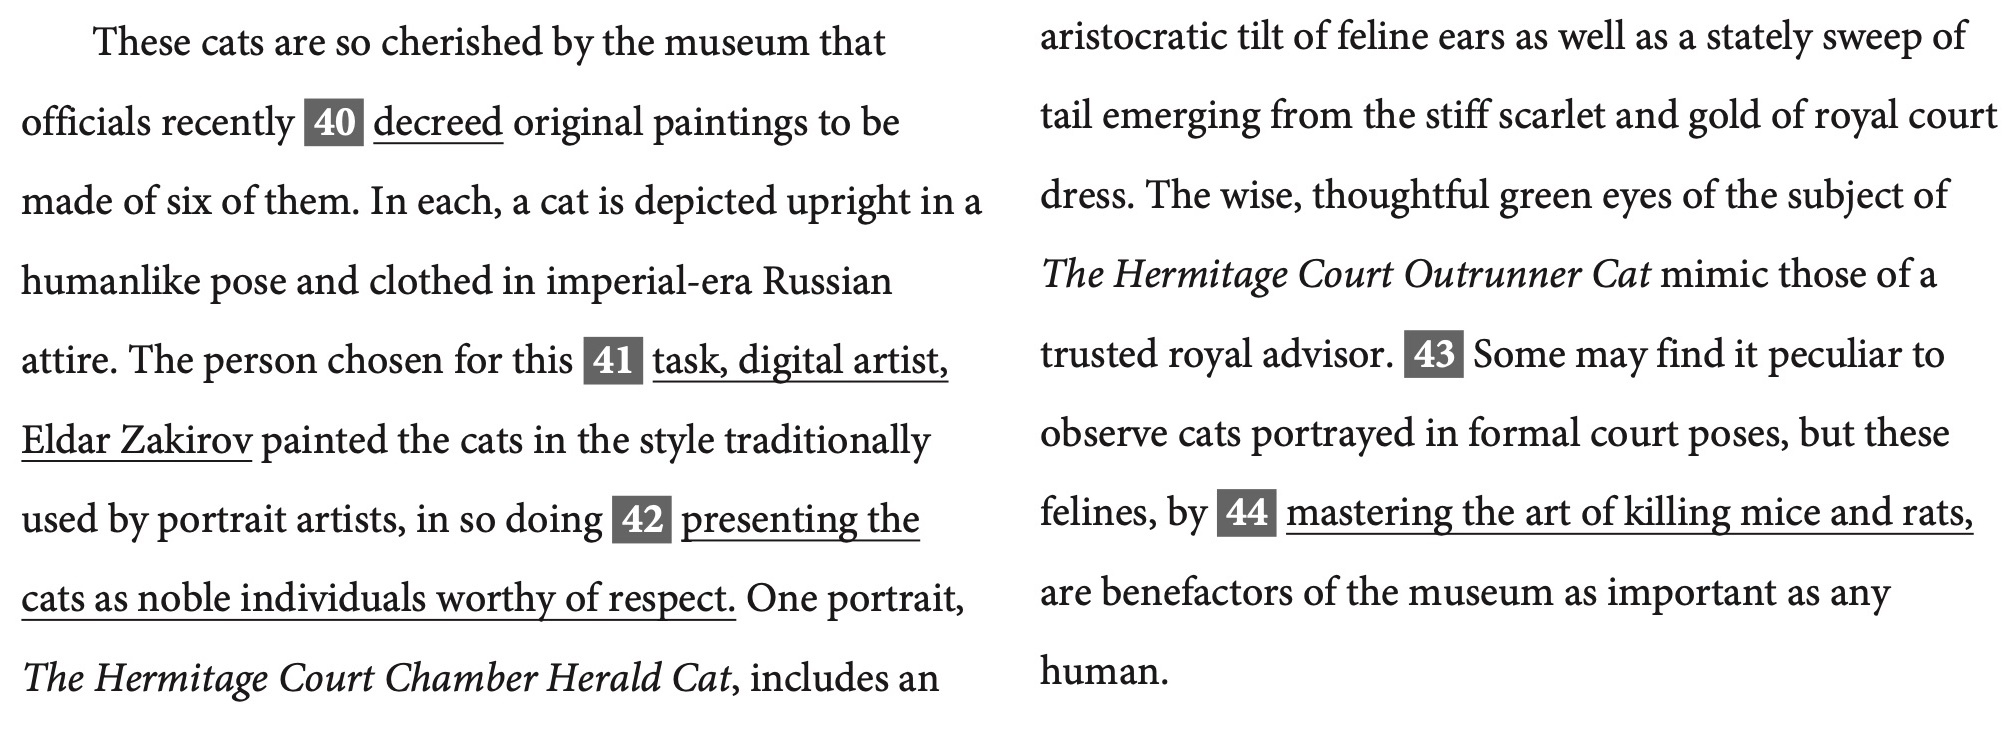 These cats are so cherished by the museum that
officials recently 40 decreed original paintings to be
made of six of them. In each, a cat is depicted upright in a
humanlike pose and clothed in imperial-era Russian
attire. The person chosen for this 41 task, digital artist,
Eldar Zakirov painted the cats in the style traditionally
used by portrait artists, in so doing 42 presenting the
cats as noble individuals worthy of respect. One portrait,
The Hermitage Court Chamber Herald Cat, includes an
aristocratic tilt of feline ears as well as a stately sweep of
tail emerging from the stiff scarlet and gold of royal court
dress. The wise, thoughtful green eyes of the subject of
The Hermitage Court Outrunner Cat mimic those of a
trusted royal advisor. 43 Some may find it peculiar to
observe cats portrayed in formal court poses, but these
felines, by 44 mastering the art of killing mice and rats,
are benefactors of the museum as important as any
human.